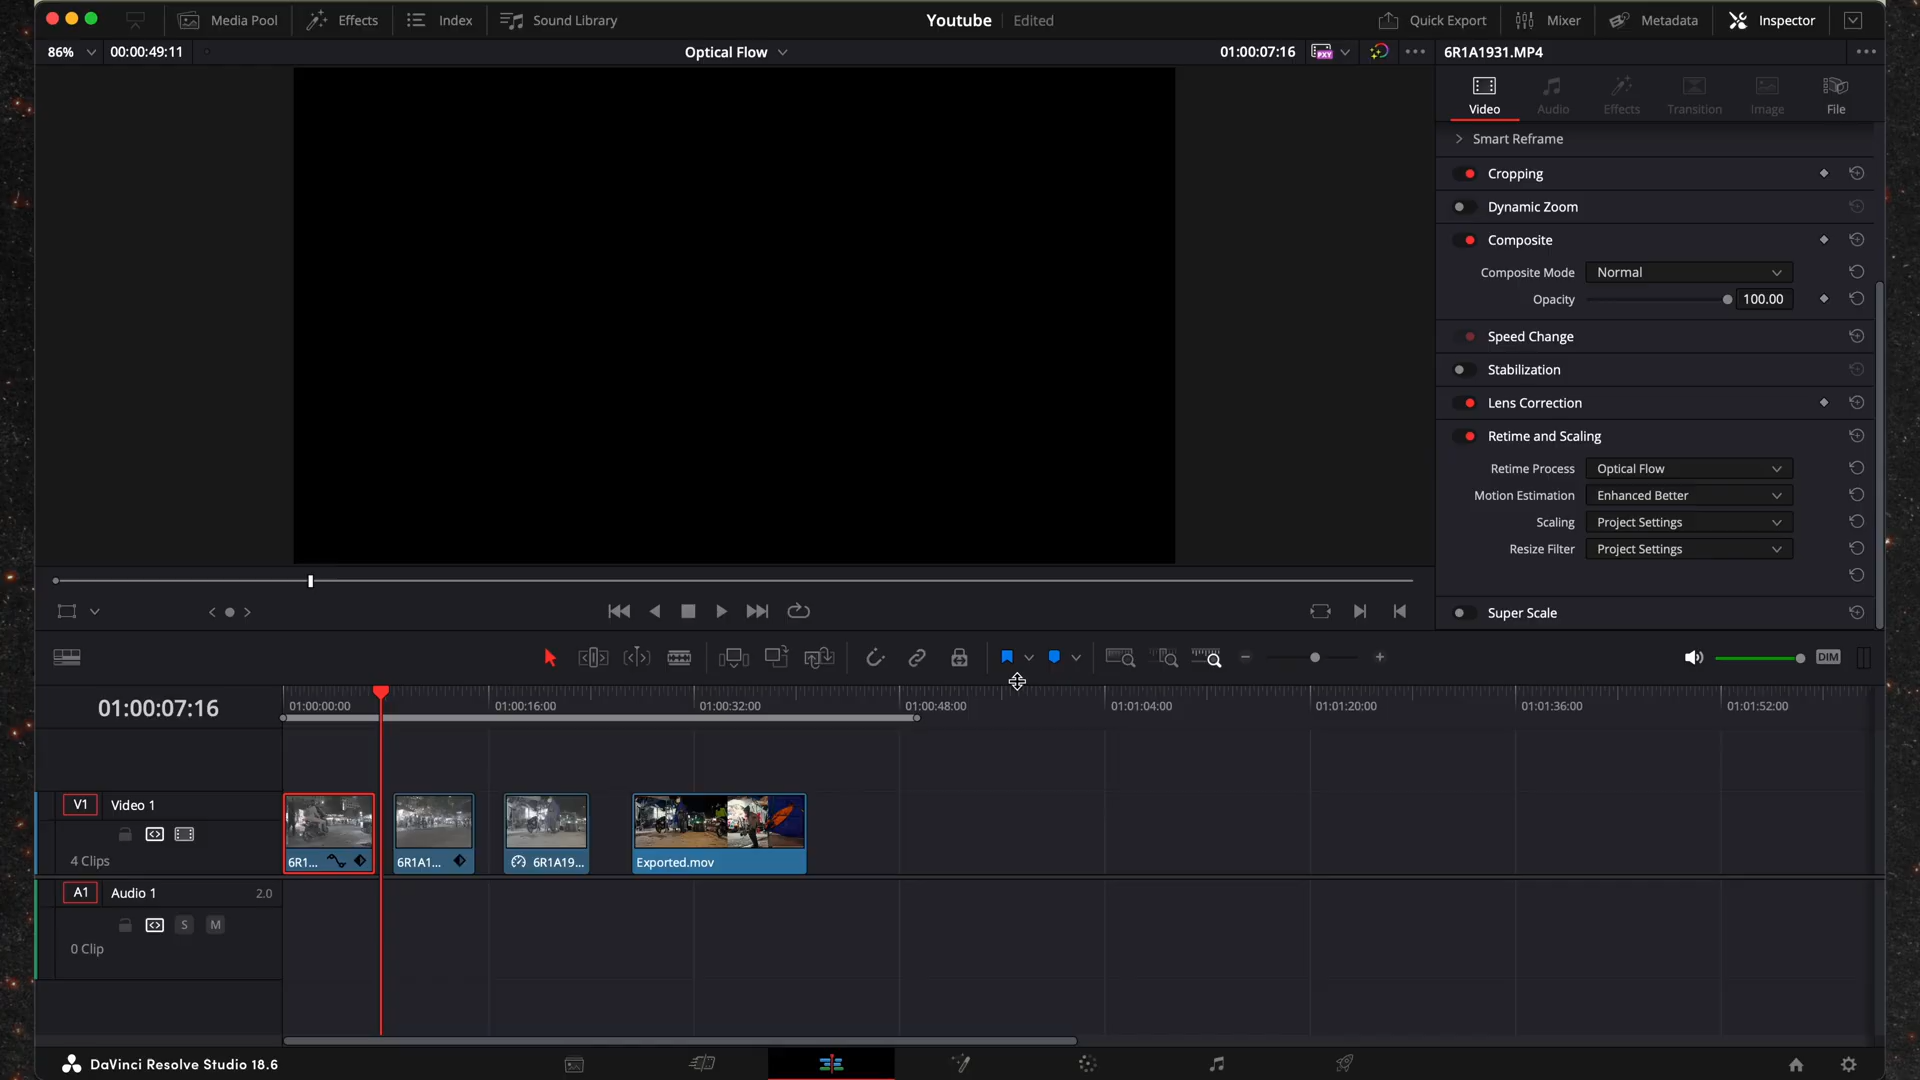 Media Pool
Effects
Index
Sound Library
Youtube
Edited
Quick Export
Mixer
Metadata
Inspector
86%
00:00:49:11
Optical Flow
01:00:07:16
PXY
6R1A1931.MP4
Video
Audio
Effects
Transition
Image
File
Smart Reframe
Cropping
Dynamic Zoom
Composite
Composite Mode Normal
Opacity 100.00
Speed Change
Stabilization
Lens Correction
Retime and Scaling
Retime Process Optical Flow
Motion Estimation Enhanced Better
Scaling Project Settings
Resize Filter Project Settings
Super Scale
DIM
01:00:07:16
01:00:00:00
01:00:16:00
01:00:32:00
01:00:48:00
01:01:04:00
01:01:20:00
01:01:36:00
01:01:52:00
V1 Video 1
4 Clips
6R1...
6R1A1...
6R1A19...
Exported.mov
A1 Audio 1 2.0
S M
0 Clip
DaVinci Resolve Studio 18.6